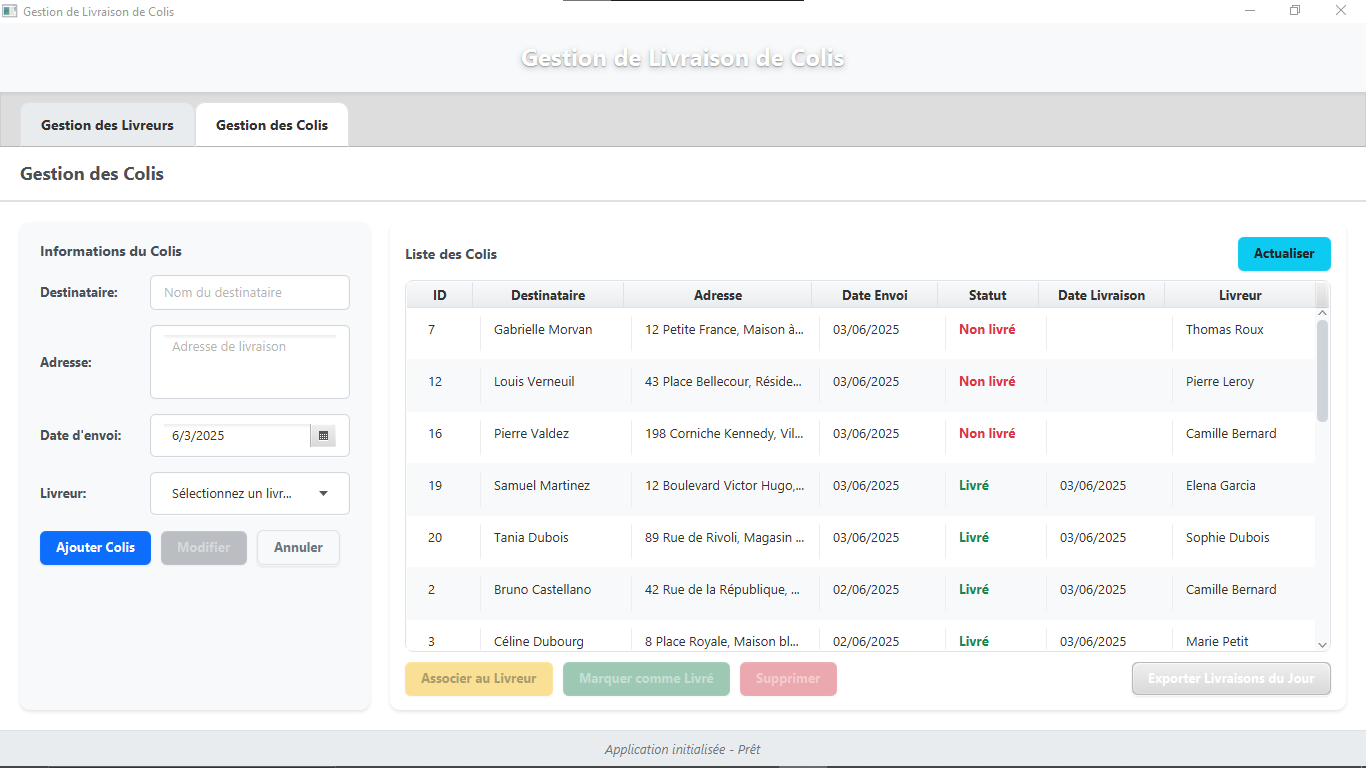 Gestion de Livraison de Colis
Gestion de Livraison de Colis
Gestion des Livreurs Gestion des Colis
Gestion des Colis
Informations du Colis
Destinataire: Nom du destinataire
Adresse: Adresse de livraison
Date d'envoi: 6/3/2025
Livreur: Sélectionnez un livr...
Ajouter Colis Modifier Annuler
Liste des Colis Actualiser
ID Destinataire Adresse Date Envoi Statut Date Livraison Livreur
7 Gabrielle Morvan 12 Petite France, Maison à... 03/06/2025 Non livré Thomas Roux
12 Louis Verneuil 43 Place Bellecour, Réside... 03/06/2025 Non livré Pierre Leroy
16 Pierre Valdez 198 Corniche Kennedy, Vil... 03/06/2025 Non livré Camille Bernard
19 Samuel Martinez 12 Boulevard Victor Hugo,... 03/06/2025 Livré 03/06/2025 Elena Garcia
20 Tania Dubois 89 Rue de Rivoli, Magasin ... 03/06/2025 Livré 03/06/2025 Sophie Dubois
2 Bruno Castellano 42 Rue de la République, ... 02/06/2025 Livré 03/06/2025 Camille Bernard
3 Céline Dubourg 8 Place Royale, Maison bl... 02/06/2025 Livré 03/06/2025 Marie Petit
Associer au Livreur Marquer comme Livré Supprimer Exporter Livraisons du Jour
Application initialisée - Prêt